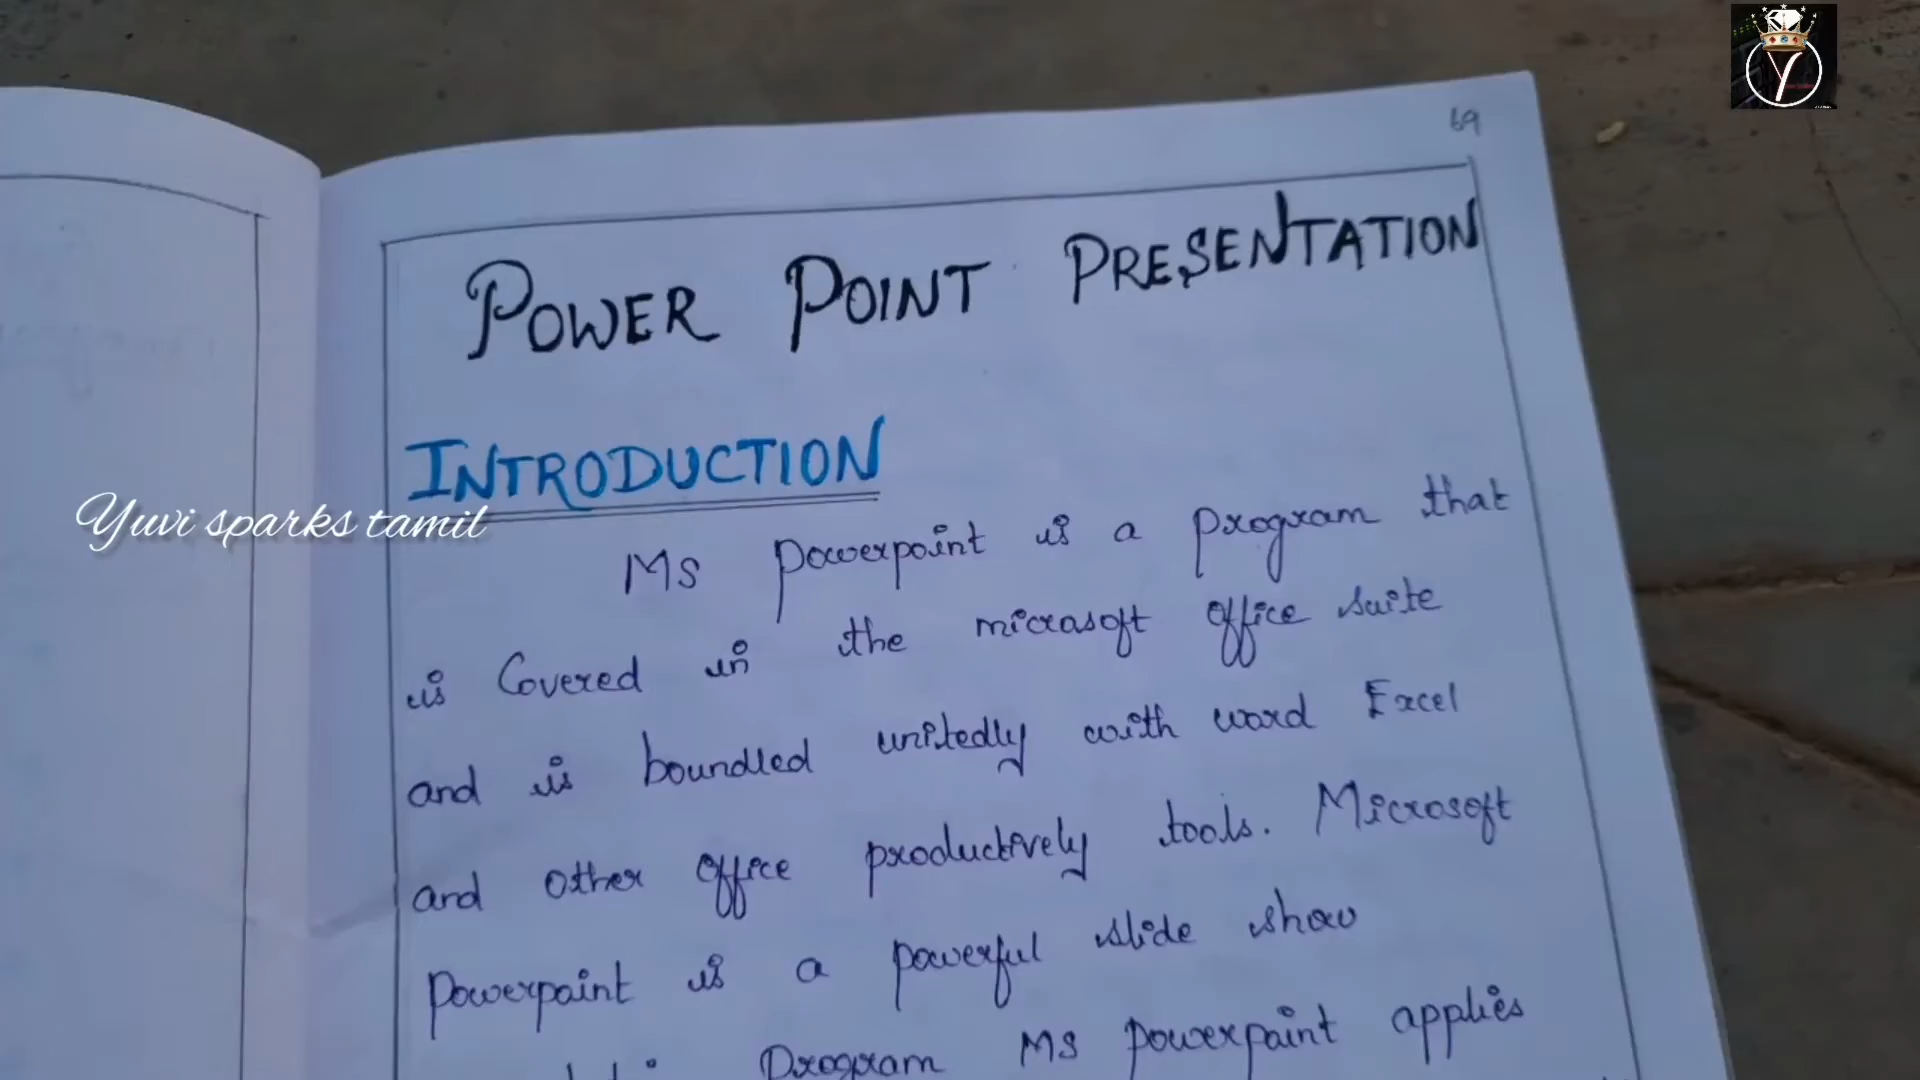 69
POWER POINT PRESENTATION
INTRODUCTION
Yuvi sparks tamil
MS powerpoint is a program that
is Covered in the micrasoft office suite
and is boundled unitedly with word Excel
and other office productively tools. Microsoft
powerpoint is a powerful slide show
program MS powerpoint applies
Y